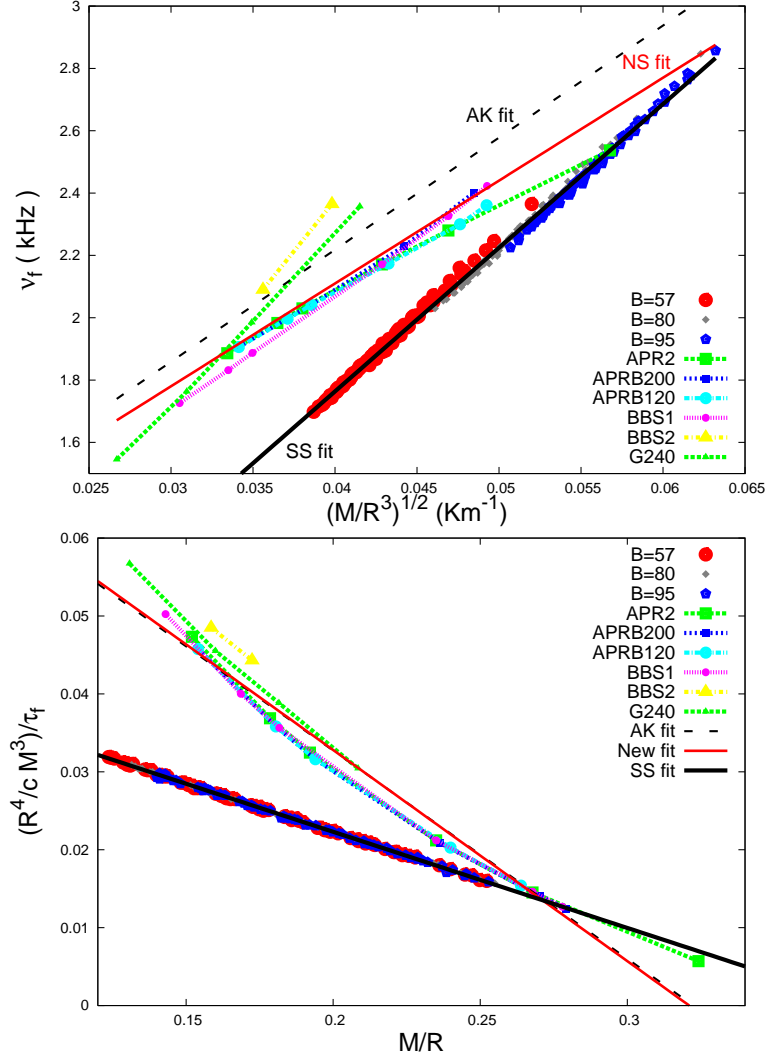 3
2.8
2.6
2.4
2.2
2
1.8
1.6
ν_f ( kHz)
NS fit
AK fit
SS fit
B=57
B=80
B=95
APR2
APRB200
APRB120
BBS1
BBS2
G240
0.025 0.03 0.035 0.04 0.045 0.05 0.055 0.06 0.065
(M/R^3)^{1/2} (Km^{-1})
0.06
0.05
0.04
0.03
0.02
0.01
0
(R^4/c M^3)/τ_f
B=57
B=80
B=95
APR2
APRB200
APRB120
BBS1
BBS2
G240
AK fit
New fit
SS fit
0.15 0.2 0.25 0.3
M/R